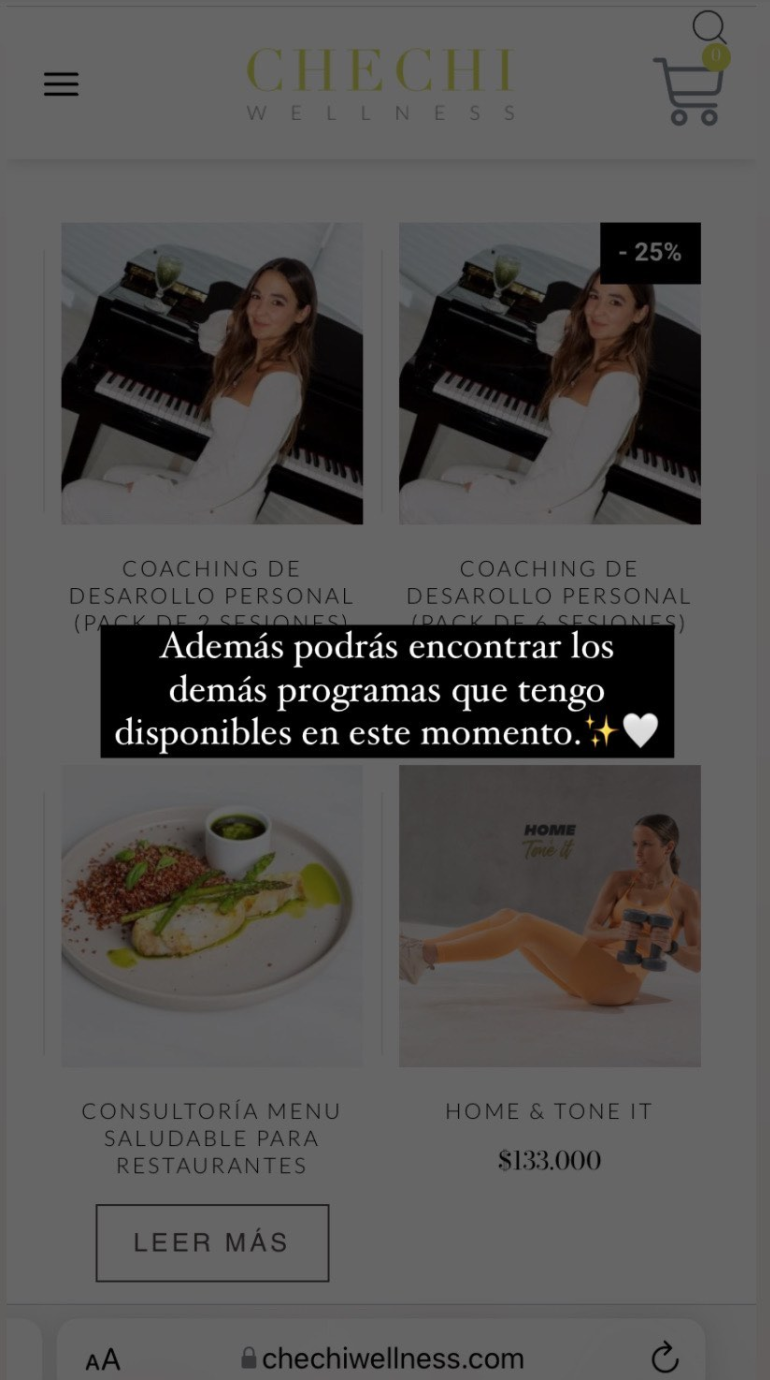 0
CHECHI
WELLNESS
- 25%
COACHING DE
DESAROLLO PERSONAL
(PACK DE 2 SESIONES)
COACHING DE
DESAROLLO PERSONAL
(PACK DE 6 SESIONES)
Además podrás encontrar los
demás programas que tengo
disponibles en este momento.✨🤍
HOME
Tone it
CONSULTORÍA MENU
SALUDABLE PARA
RESTAURANTES
LEER MÁS
HOME & TONE IT
$133.000
AA
chechiwellness.com